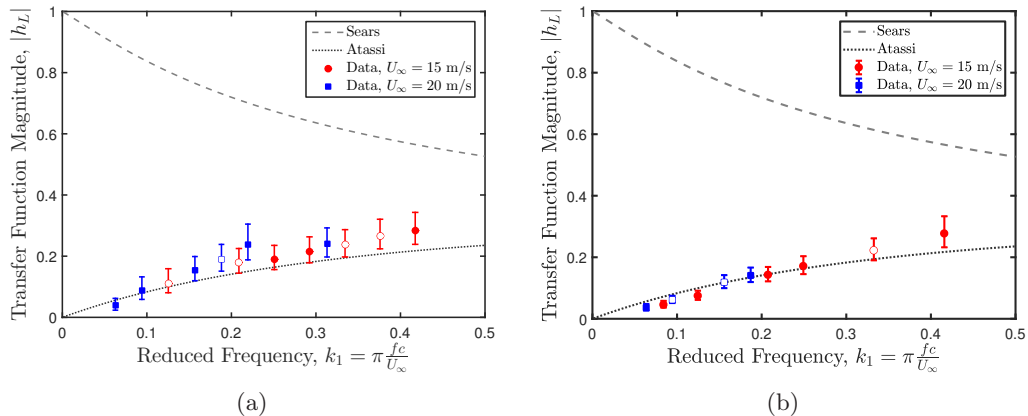 Transfer Function Magnitude, |h_L|
1
0.8
0.6
0.4
0.2
0
0 0.1 0.2 0.3 0.4 0.5
Reduced Frequency, k_1 = π fc/U_∞
Sears
Atassi
Data, U_∞ = 15 m/s
Data, U_∞ = 20 m/s
(a)
Transfer Function Magnitude, |h_L|
1
0.8
0.6
0.4
0.2
0
0 0.1 0.2 0.3 0.4 0.5
Reduced Frequency, k_1 = π fc/U_∞
Sears
Atassi
Data, U_∞ = 15 m/s
Data, U_∞ = 20 m/s
(b)